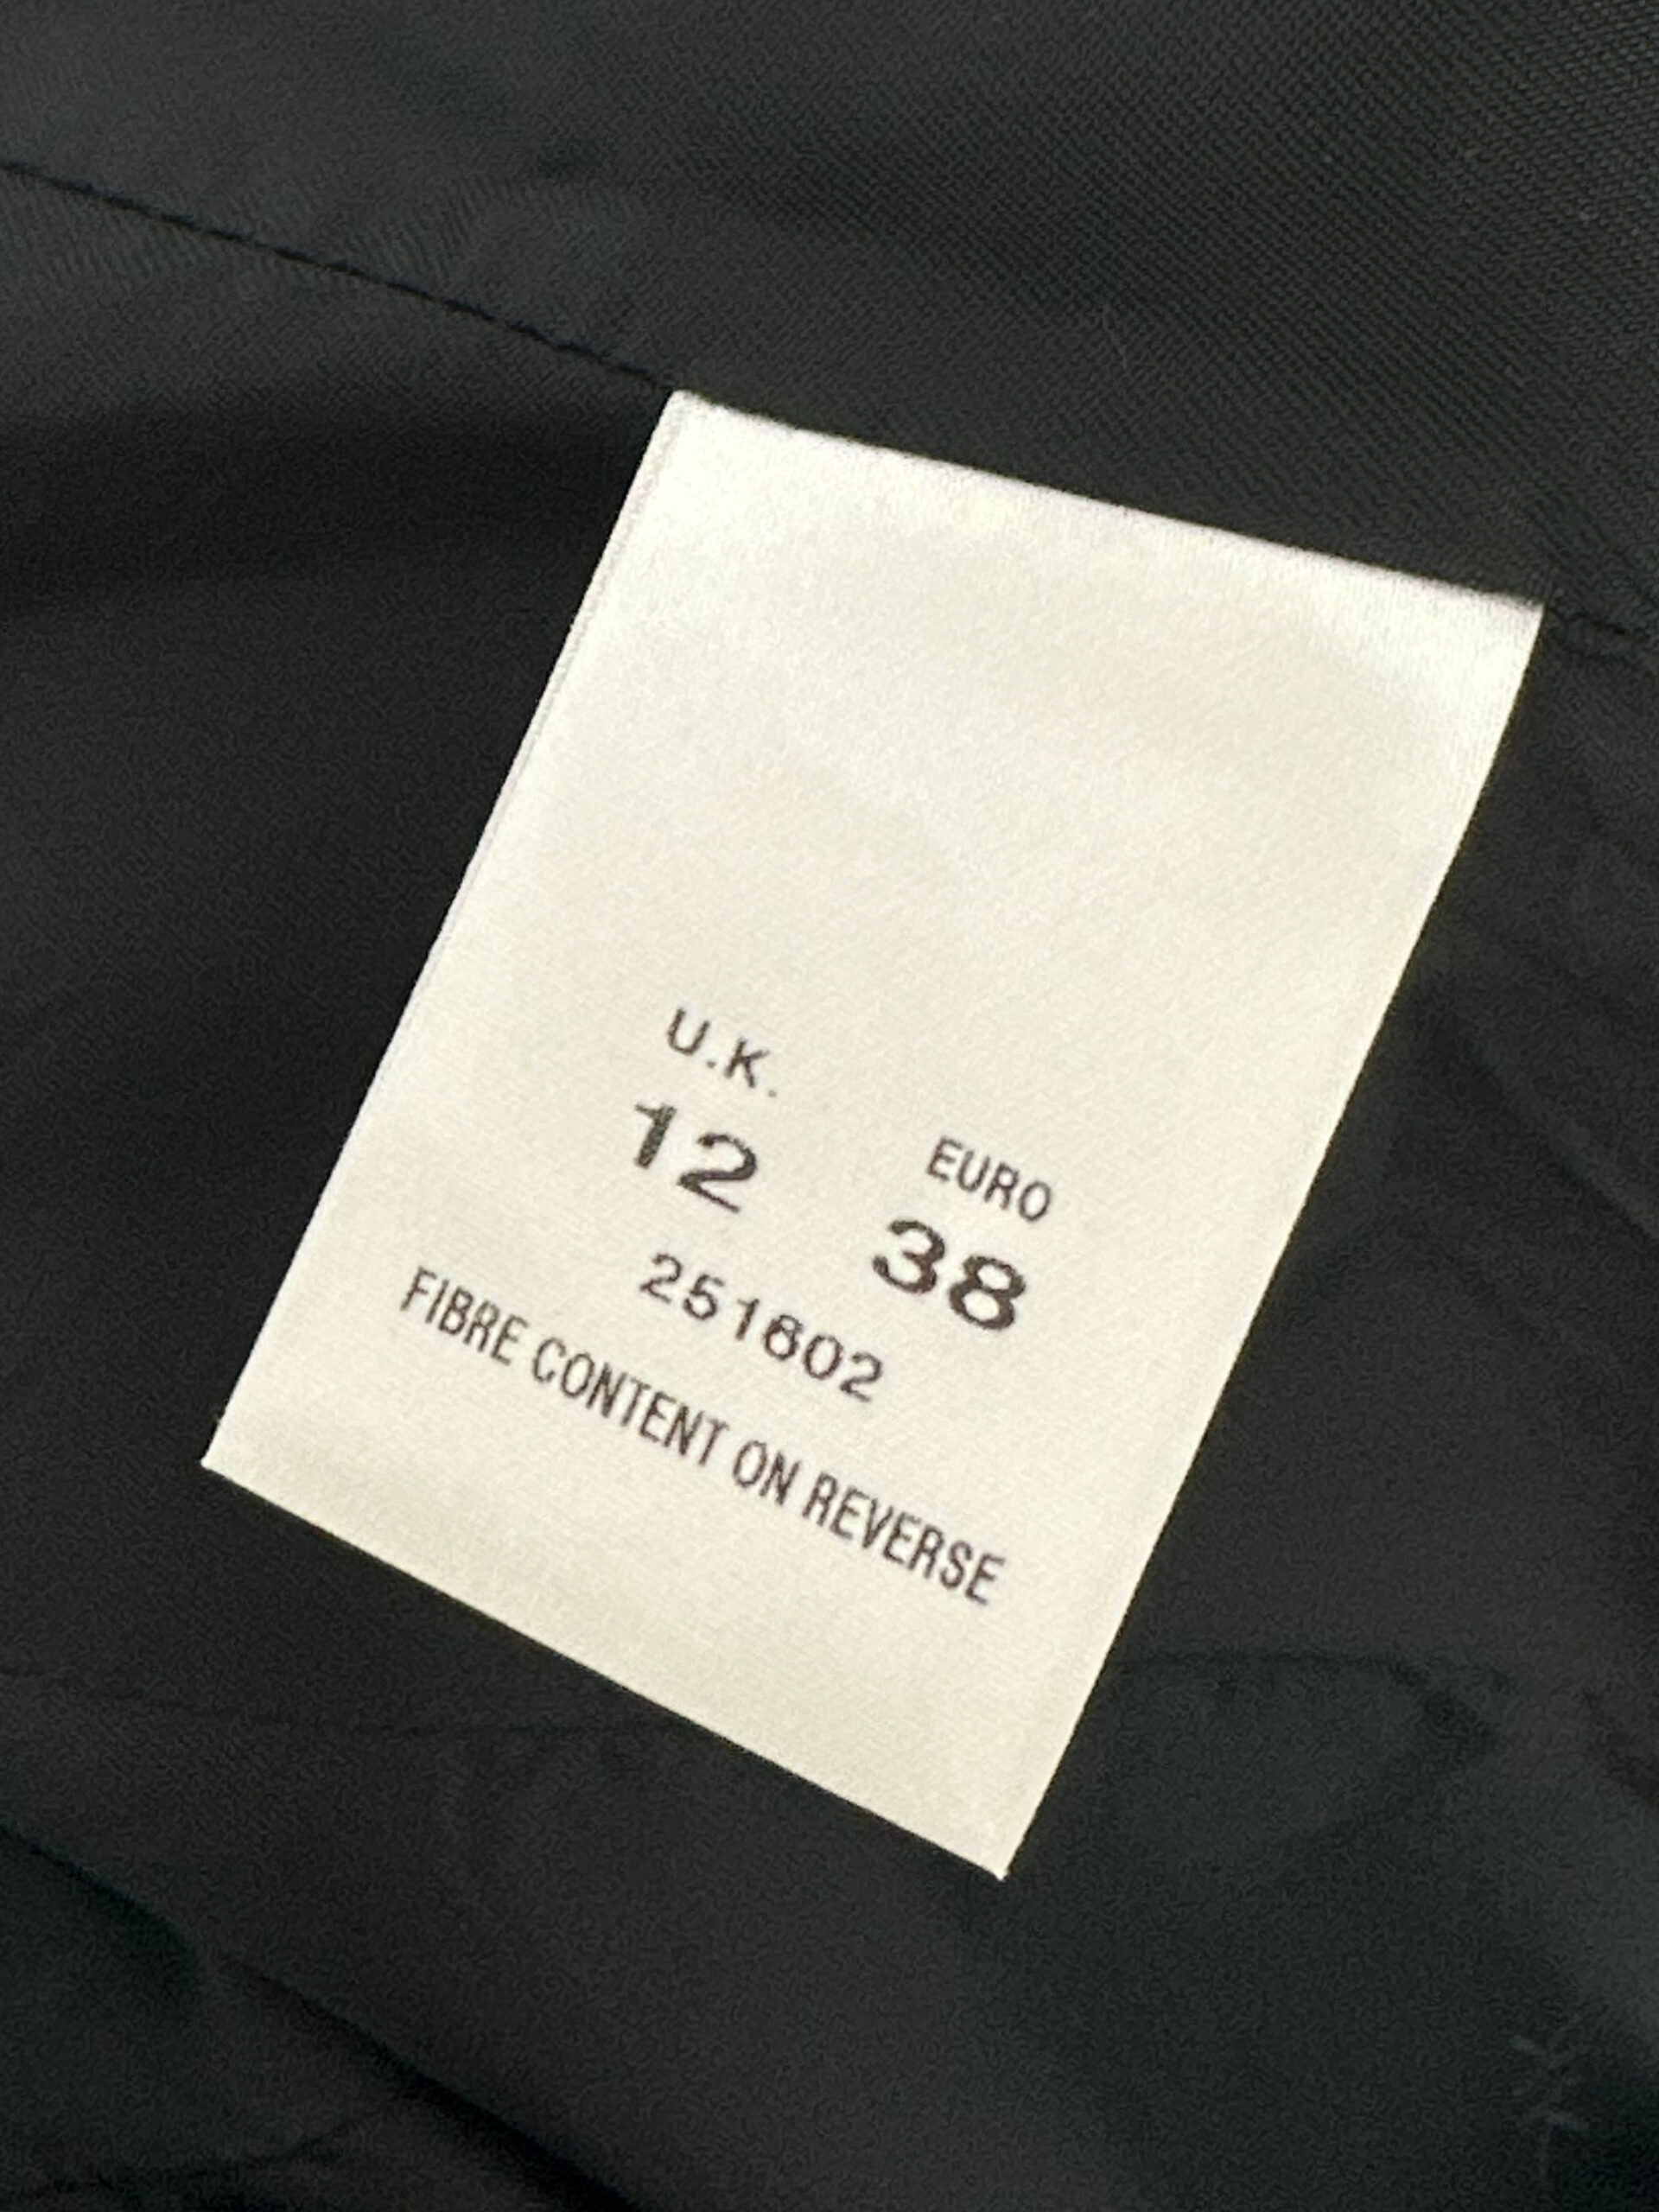 U.K. EURO
12 38
251602
FIBRE CONTENT ON REVERSE